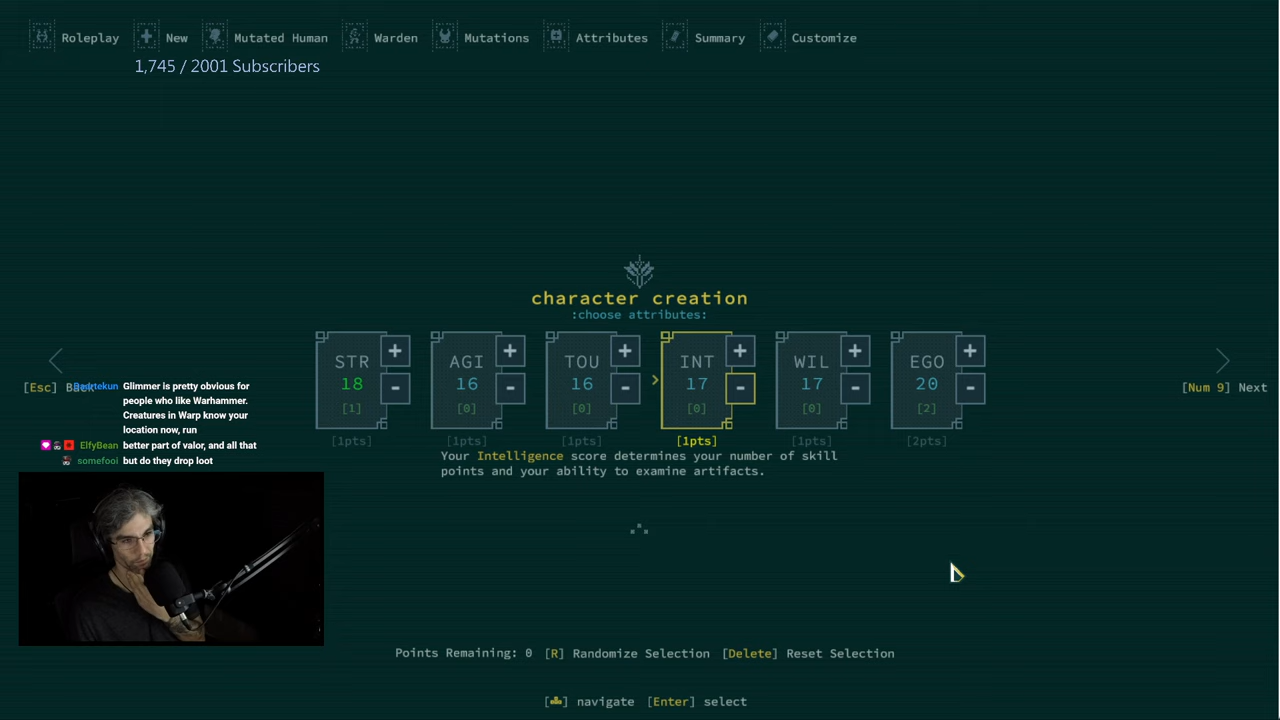 Roleplay New Mutated Human Warden Mutations Attributes Summary Customize
1,745 / 2001 Subscribers
character creation
:choose attributes:
STR AGI TOU INT WIL EGO
+ + + + + +
18 16 16 17 17 20
- - - - - -
[1] [0] [0] [0] [0] [2]
[1pts] [1pts] [1pts] [1pts] [1pts] [2pts]
Your Intelligence score determines your number of skill
points and your ability to examine artifacts.
[Esc] Back
[Num 9] Next
Glimmer is pretty obvious for
people who like Warhammer.
Creatures in Warp know your
location now, run
ElfyBean better part of valor, and all that
somefool but do they drop loot
Points Remaining: 0 [R] Randomize Selection [Delete] Reset Selection
navigate [Enter] select